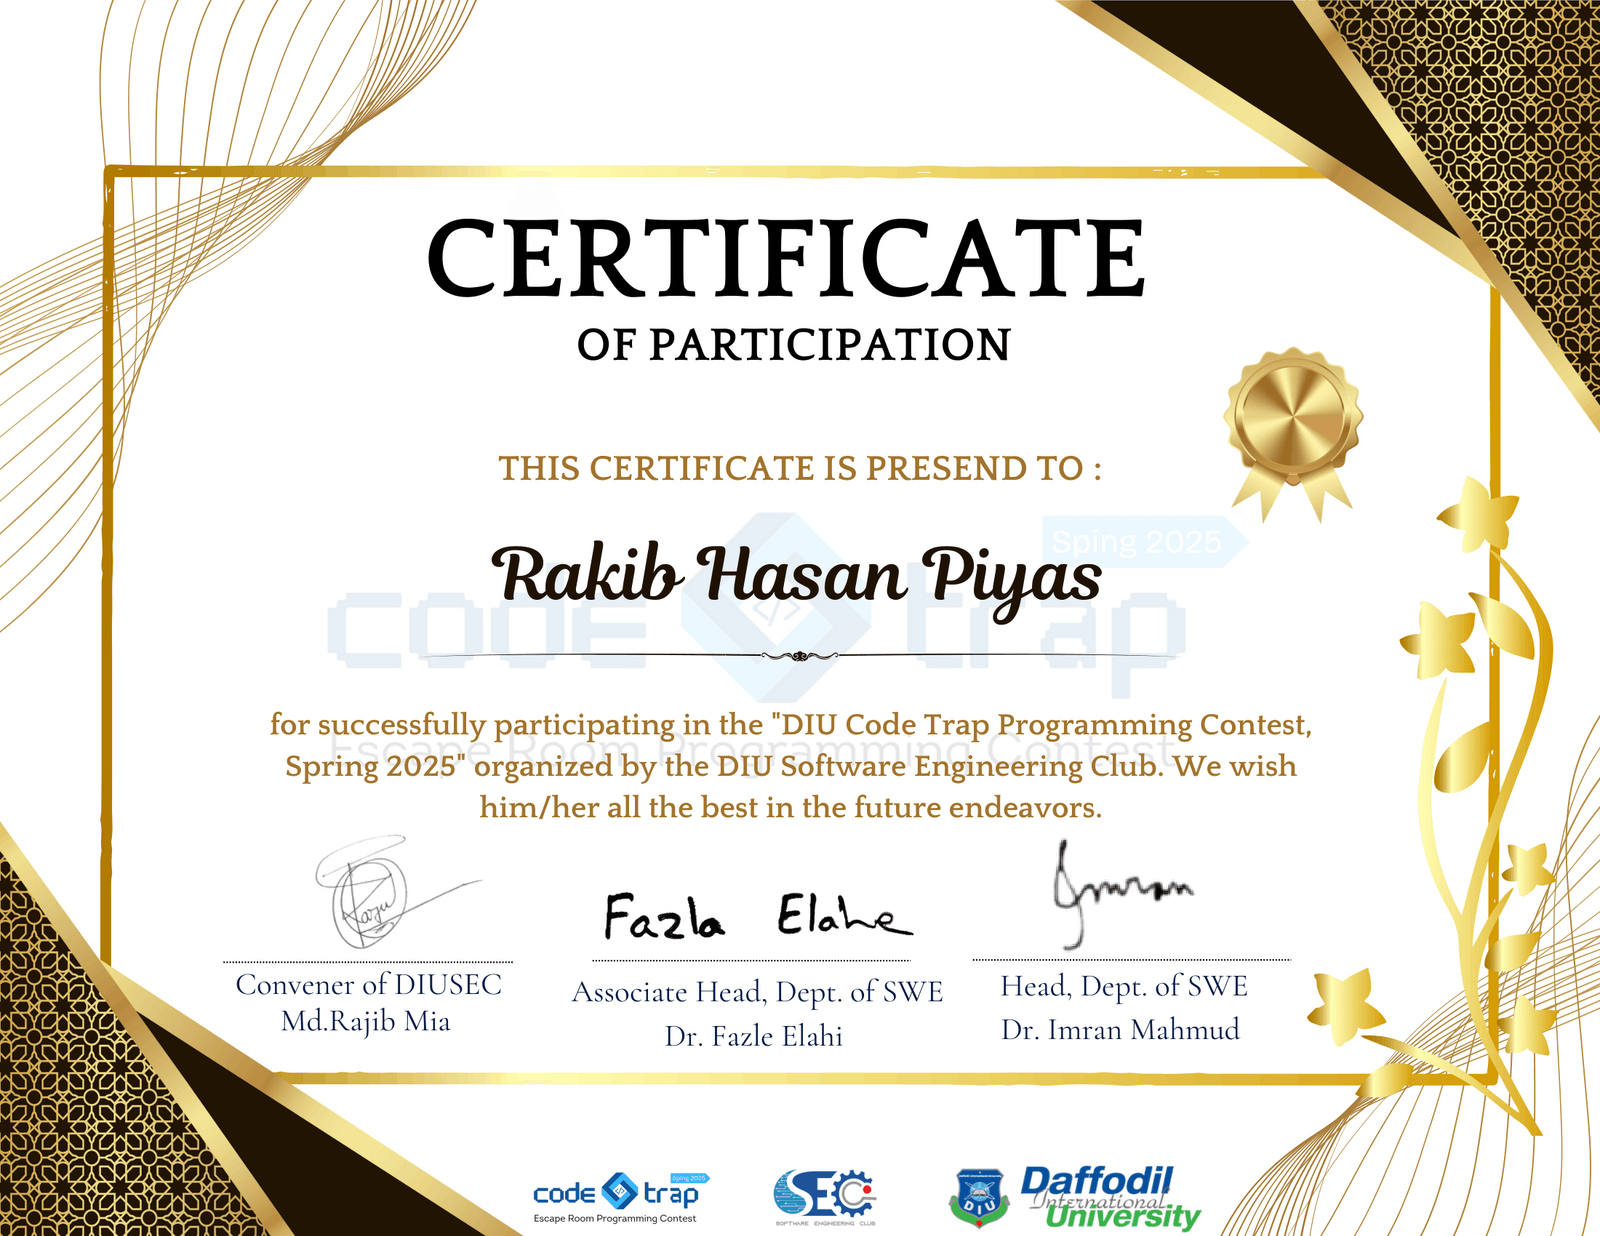 CERTIFICATE
OF PARTICIPATION
THIS CERTIFICATE IS PRESEND TO :
Sping 2025
Rakib Hasan Piyas
code trap
for successfully participating in the "DIU Code Trap Programming Contest,
Escape Room Programming Contest
Spring 2025" organized by the DIU Software Engineering Club. We wish
him/her all the best in the future endeavors.
Fazla Elahe
Imran
Convener of DIUSEC
Md.Rajib Mia
Associate Head, Dept. of SWE
Dr. Fazle Elahi
Head, Dept. of SWE
Dr. Imran Mahmud
Sping 2025
code trap
Escape Room Programming Contest
SEC
SOFTWARE ENGINEERING CLUB
DIU
Daffodil
International
University